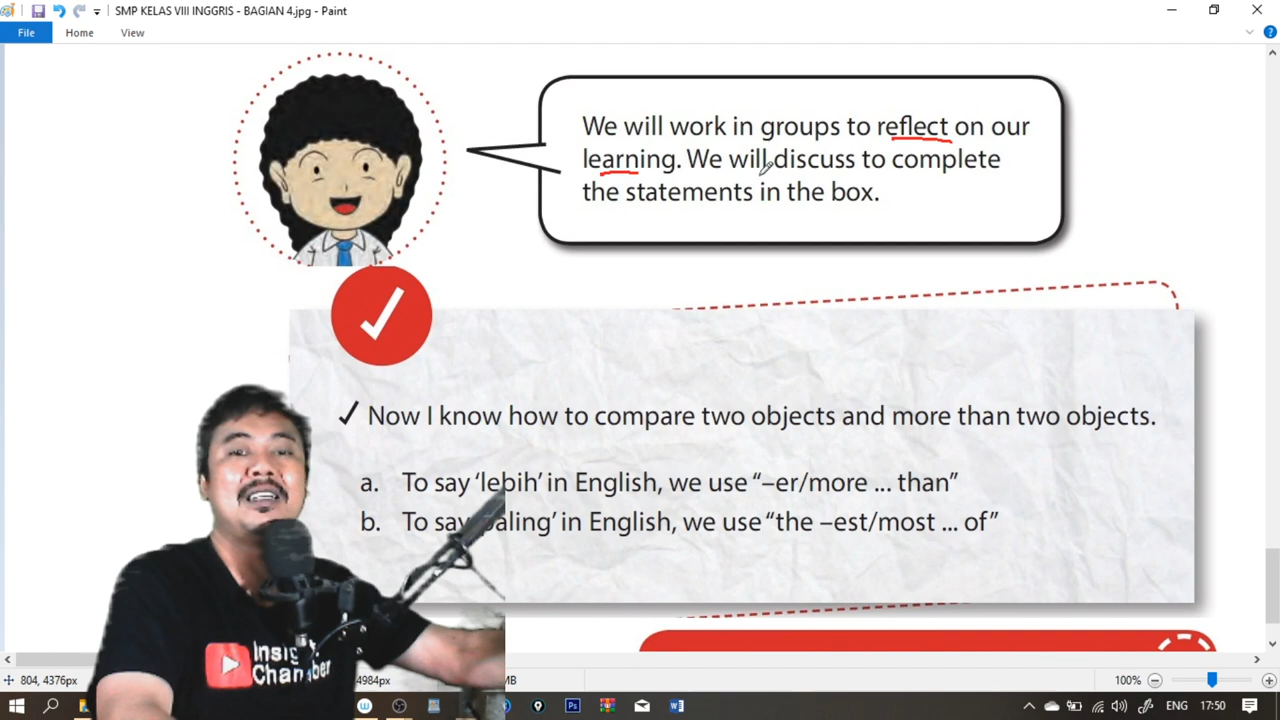 SMP KELAS VIII INGGRIS - BAGIAN 4.jpg - Paint
File Home View
We will work in groups to reflect on our
learning. We will discuss to complete
the statements in the box.
✓ Now I know how to compare two objects and more than two objects.
a. To say ‘lebih’ in English, we use “–er/more ... than”
b. To say paling’ in English, we use “the –est/most ... of”
Insight
Chamber
804, 4376px
4984px
MB
100%
ENG
17:50